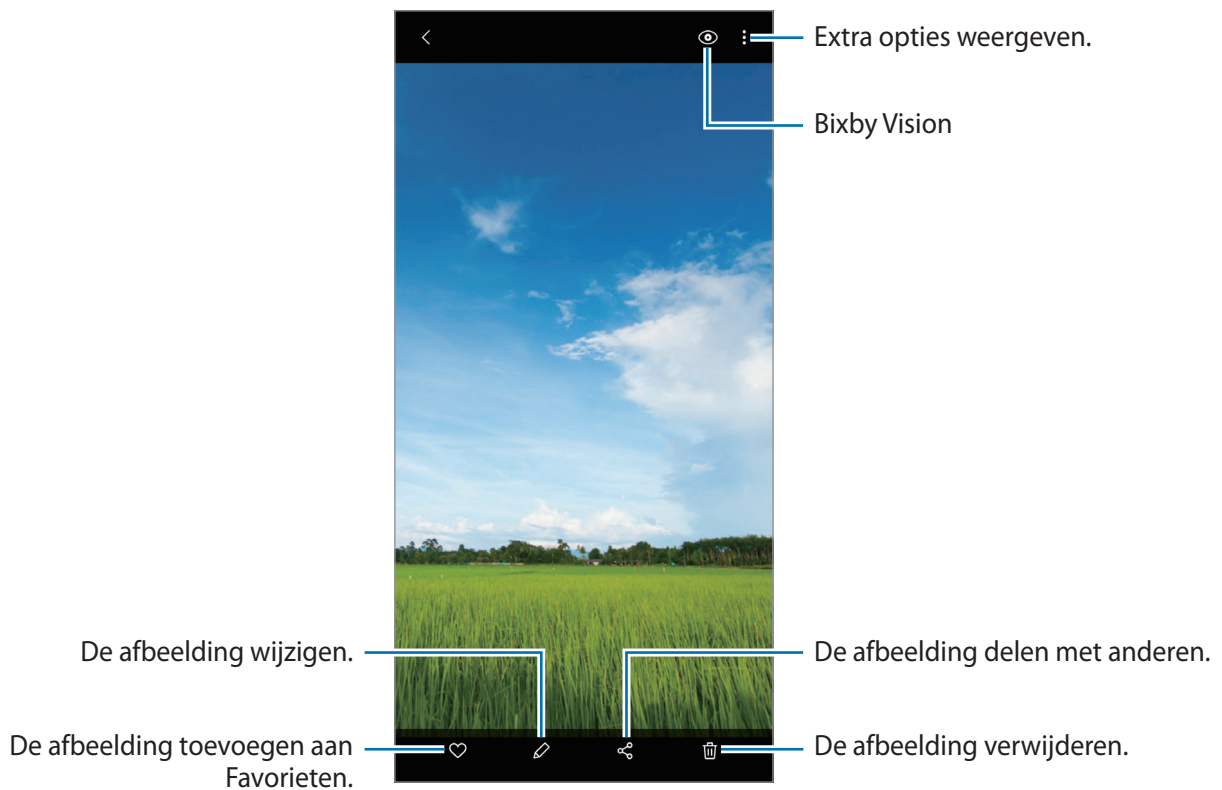 Extra opties weergeven.
Bixby Vision
De afbeelding wijzigen.
De afbeelding delen met anderen.
De afbeelding toevoegen aan
Favorieten.
De afbeelding verwijderen.